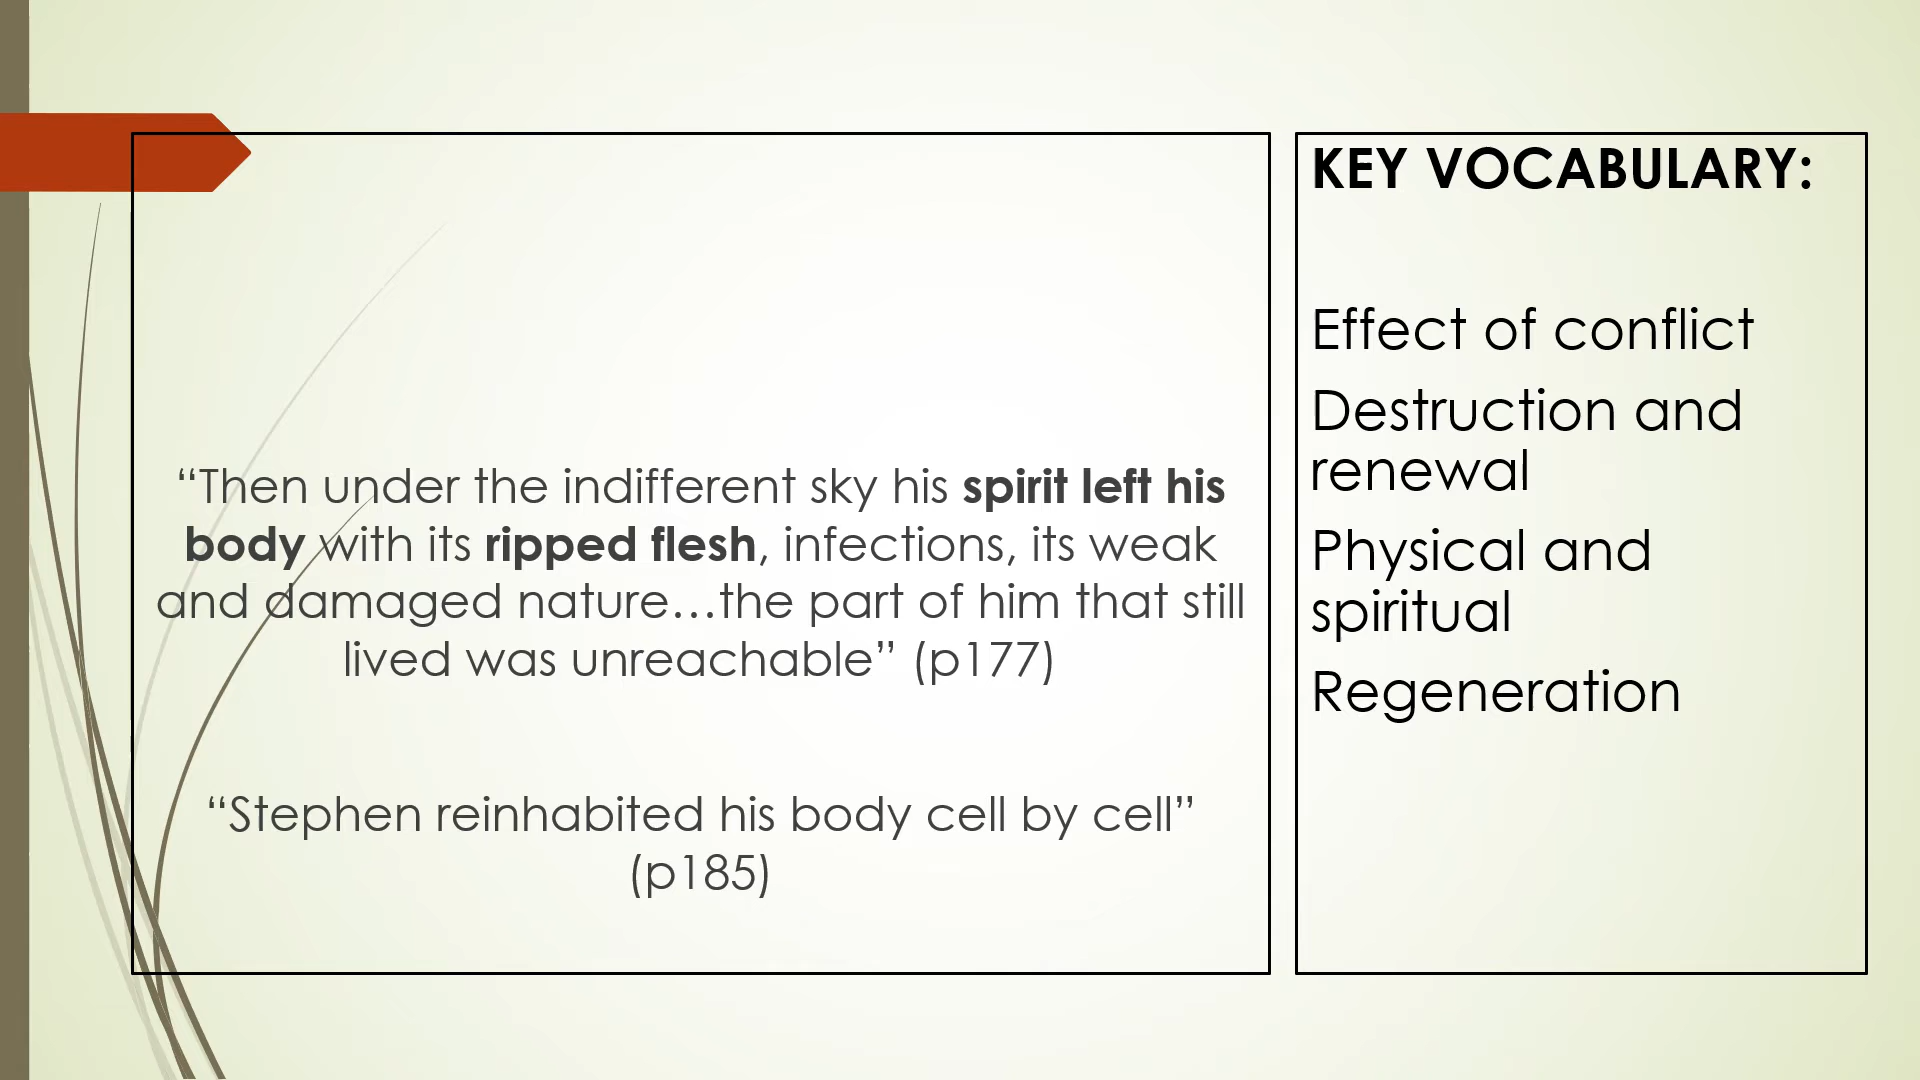 “Then under the indifferent sky his spirit left his
body with its ripped flesh, infections, its weak
and damaged nature…the part of him that still
lived was unreachable” (p177)
“Stephen reinhabited his body cell by cell”
(p185)
KEY VOCABULARY:
Effect of conflict
Destruction and
renewal
Physical and
spiritual
Regeneration